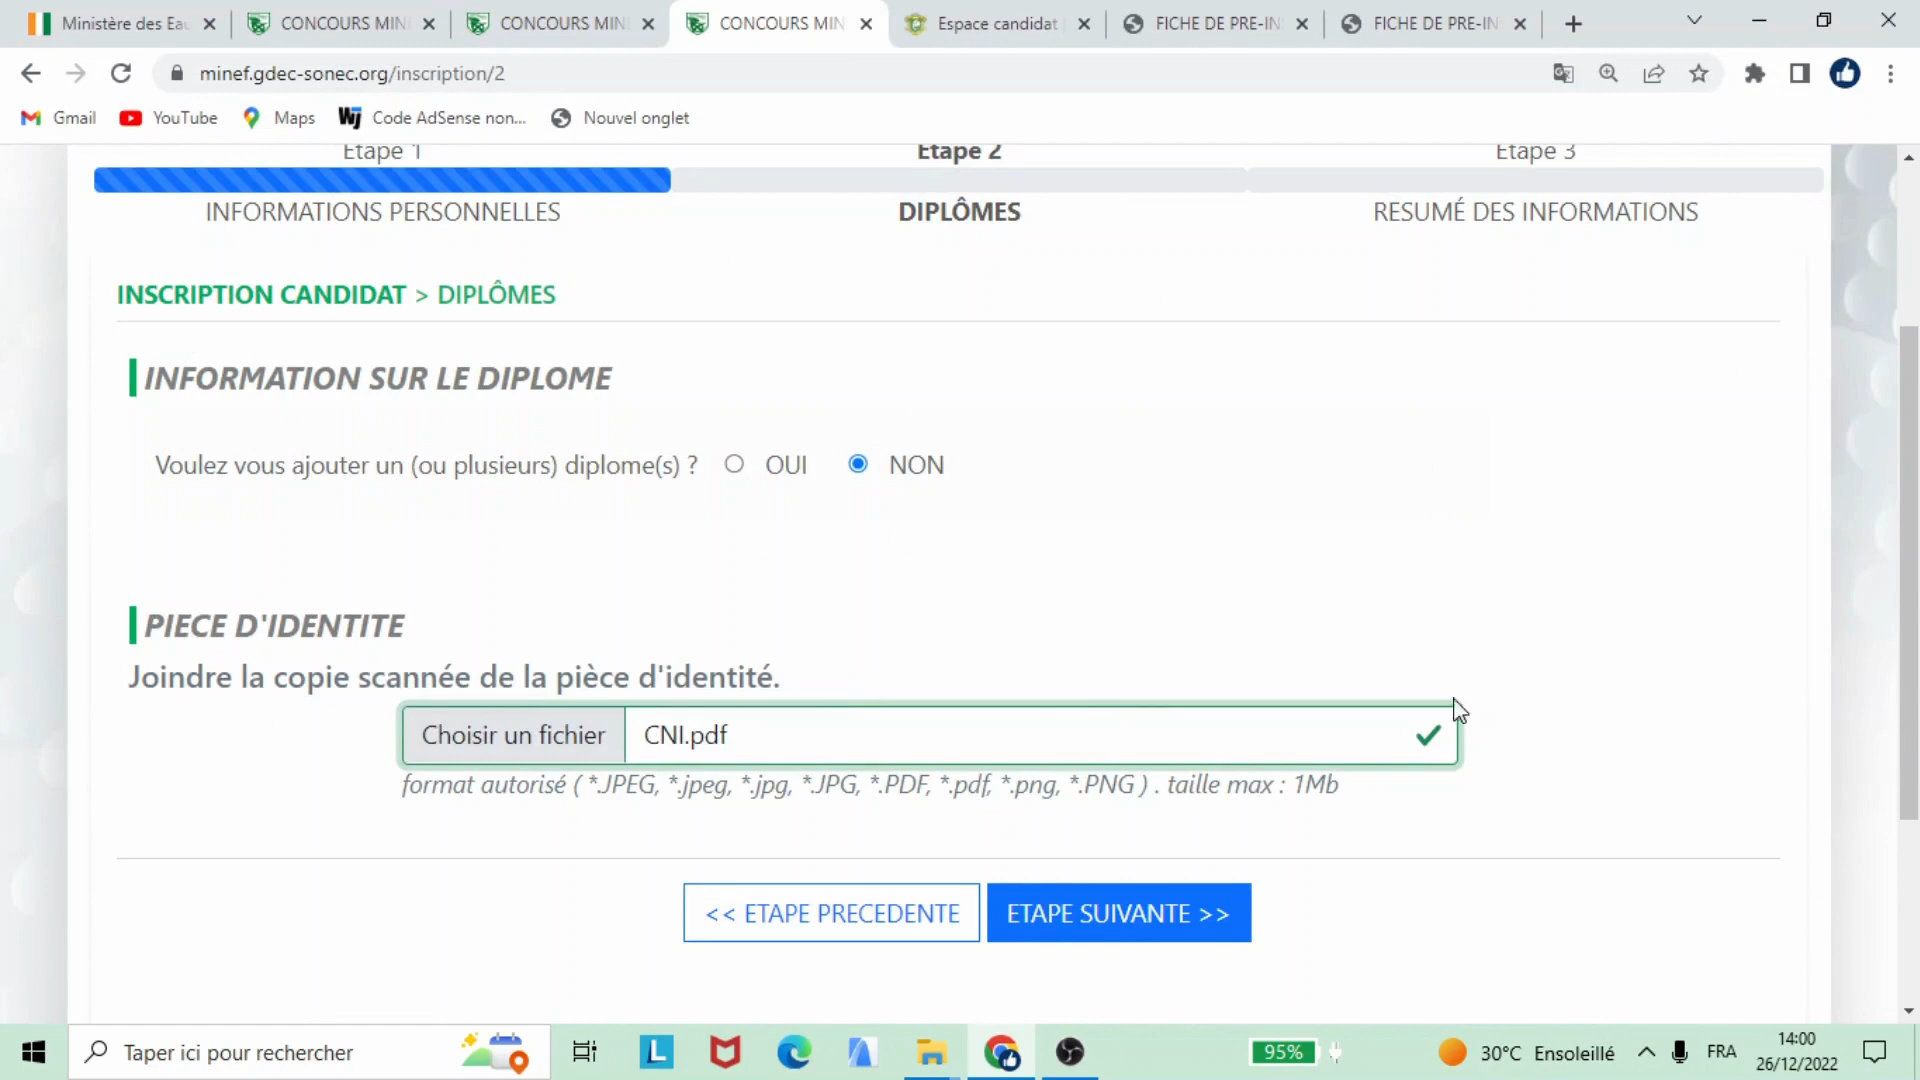 Ministère des Eau
CONCOURS MIN
CONCOURS MIN
CONCOURS MIN
Espace candidat
FICHE DE PRE-IN
FICHE DE PRE-IN
minef.gdec-sonec.org/inscription/2
Gmail
YouTube
Maps
Code AdSense non...
Nouvel onglet
Etape 1
Etape 2
Etape 3
INFORMATIONS PERSONNELLES
DIPLÔMES
RESUMÉ DES INFORMATIONS
INSCRIPTION CANDIDAT > DIPLÔMES
INFORMATION SUR LE DIPLOME
Voulez vous ajouter un (ou plusieurs) diplome(s) ? OUI NON
PIECE D'IDENTITE
Joindre la copie scannée de la pièce d'identité.
Choisir un fichier CNI.pdf
format autorisé ( *.JPEG, *.jpeg, *.jpg, *.JPG, *.PDF, *.pdf, *.png, *.PNG ) . taille max : 1Mb
<< ETAPE PRECEDENTE
ETAPE SUIVANTE >>
Taper ici pour rechercher
L
95%
30°C Ensoleillé
FRA
14:00
26/12/2022